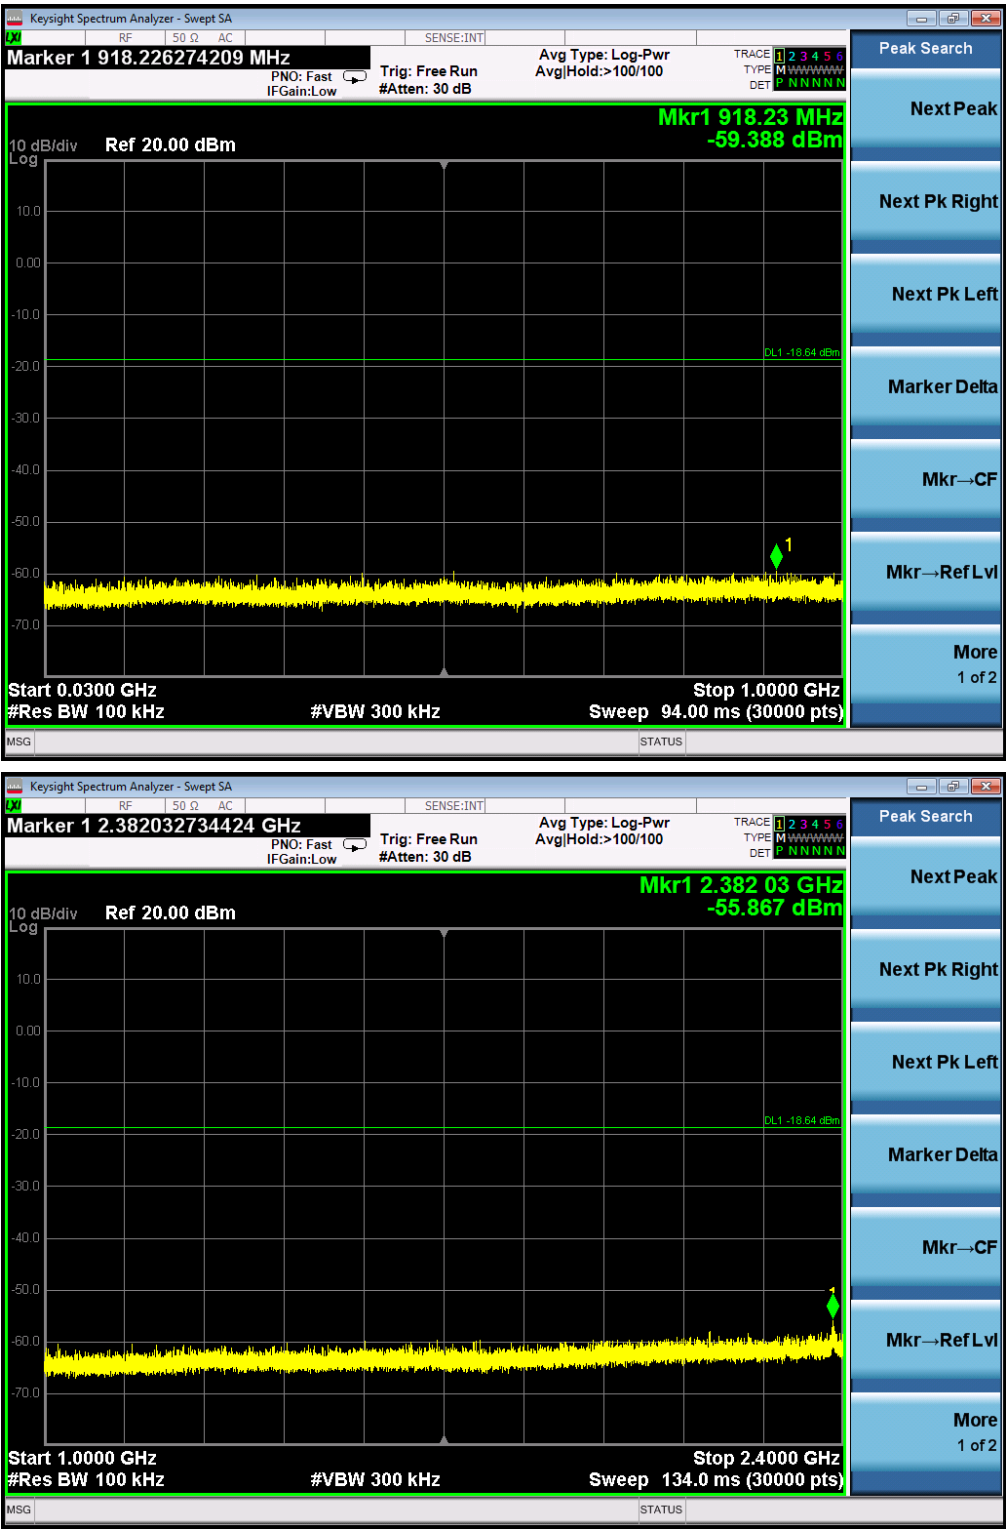 Keysight Spectrum Analyzer - Swept SA
LXI RF 50 Ω AC SENSE:INT
Marker 1 918.226274209 MHz
PNO: Fast
IFGain:Low
Trig: Free Run
#Atten: 30 dB
Avg Type: Log-Pwr
Avg|Hold:>100/100
TRACE 1 2 3 4 5 6
TYPE M WWWWW
DET P N N N N N
Mkr1 918.23 MHz
-59.388 dBm
10 dB/div
Log
Ref 20.00 dBm
10.0
0.00
-10.0
DL1 -18.64 dBm
-20.0
-30.0
-40.0
-50.0
1
-60.0
-70.0
Start 0.0300 GHz
Stop 1.0000 GHz
#Res BW 100 kHz
#VBW 300 kHz
Sweep 94.00 ms (30000 pts)
MSG
STATUS
Peak Search
Next Peak
Next Pk Right
Next Pk Left
Marker Delta
Mkr→CF
Mkr→Ref Lvl
More
1 of 2
Keysight Spectrum Analyzer - Swept SA
LXI RF 50 Ω AC SENSE:INT
Marker 1 2.382032734424 GHz
PNO: Fast
IFGain:Low
Trig: Free Run
#Atten: 30 dB
Avg Type: Log-Pwr
Avg|Hold:>100/100
TRACE 1 2 3 4 5 6
TYPE M WWWWW
DET P N N N N N
Mkr1 2.382 03 GHz
-55.867 dBm
10 dB/div
Log
Ref 20.00 dBm
10.0
0.00
-10.0
DL1 -18.64 dBm
-20.0
-30.0
-40.0
-50.0
1
-60.0
-70.0
Start 1.0000 GHz
Stop 2.4000 GHz
#Res BW 100 kHz
#VBW 300 kHz
Sweep 134.0 ms (30000 pts)
MSG
STATUS
Peak Search
Next Peak
Next Pk Right
Next Pk Left
Marker Delta
Mkr→CF
Mkr→Ref Lvl
More
1 of 2